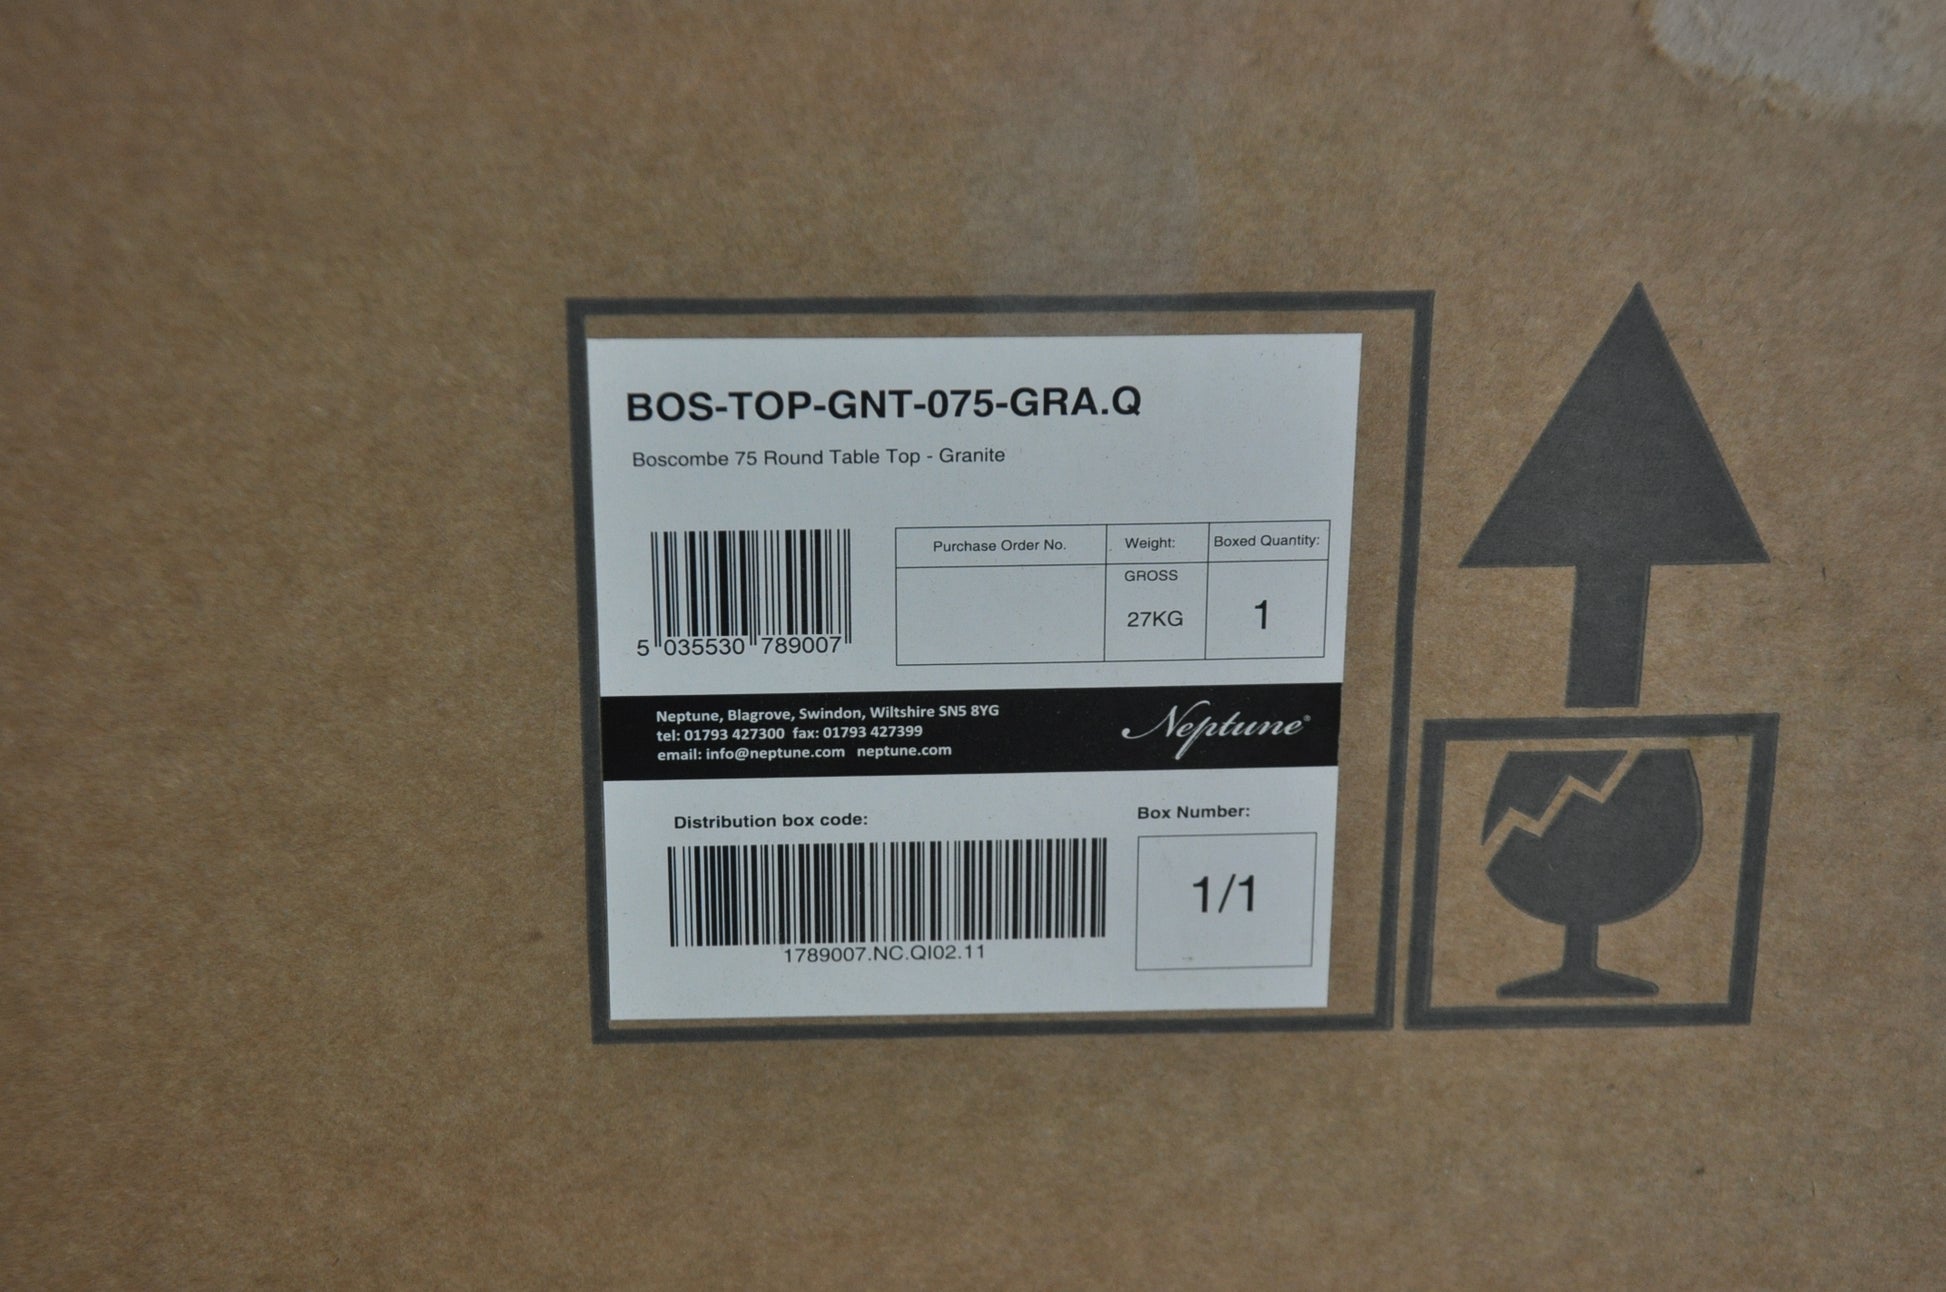 BOS-TOP-GNT-075-GRA.Q
Boscombe 75 Round Table Top - Granite
5 035530 789007
Purchase Order No. Weight: Boxed Quantity:
GROSS
27KG 1
Neptune, Blagrove, Swindon, Wiltshire SN5 8YG
tel: 01793 427300 fax: 01793 427399
email: info@neptune.com neptune.com
Neptune®
Distribution box code:
1789007.NC.QI02.11
Box Number:
1/1